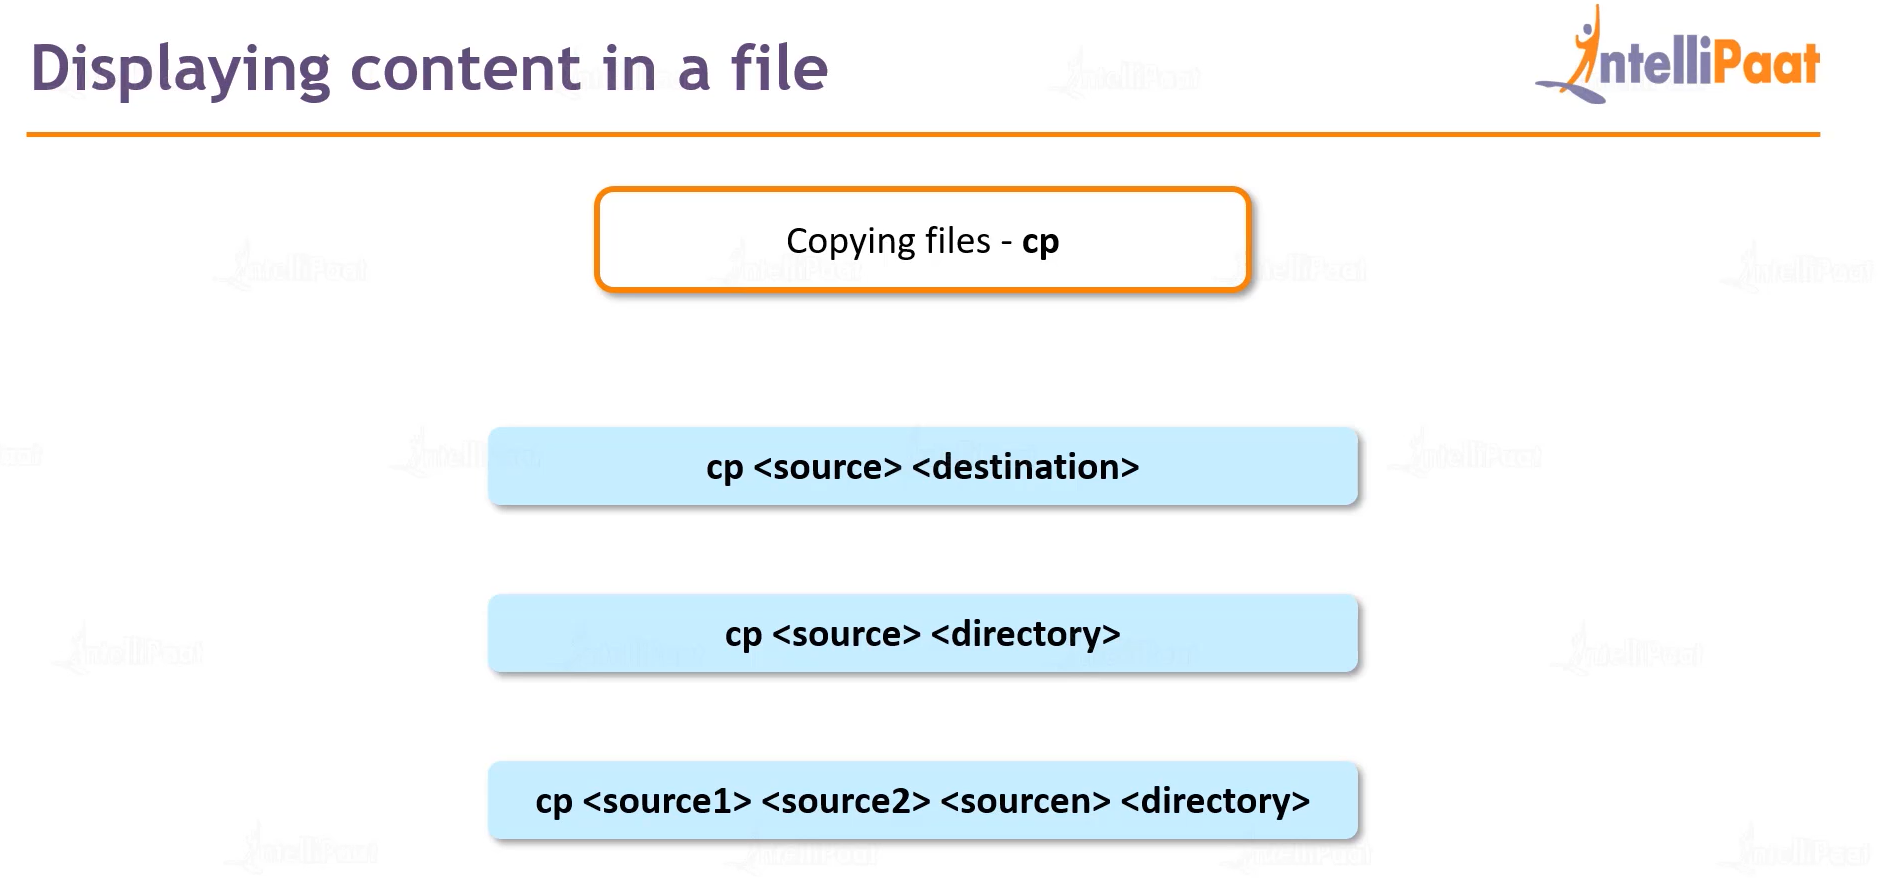 Displaying content in a file
IntelliPaat
Copying files - cp
cp <source> <destination>
cp <source> <directory>
cp <source1> <source2> <sourcen> <directory>